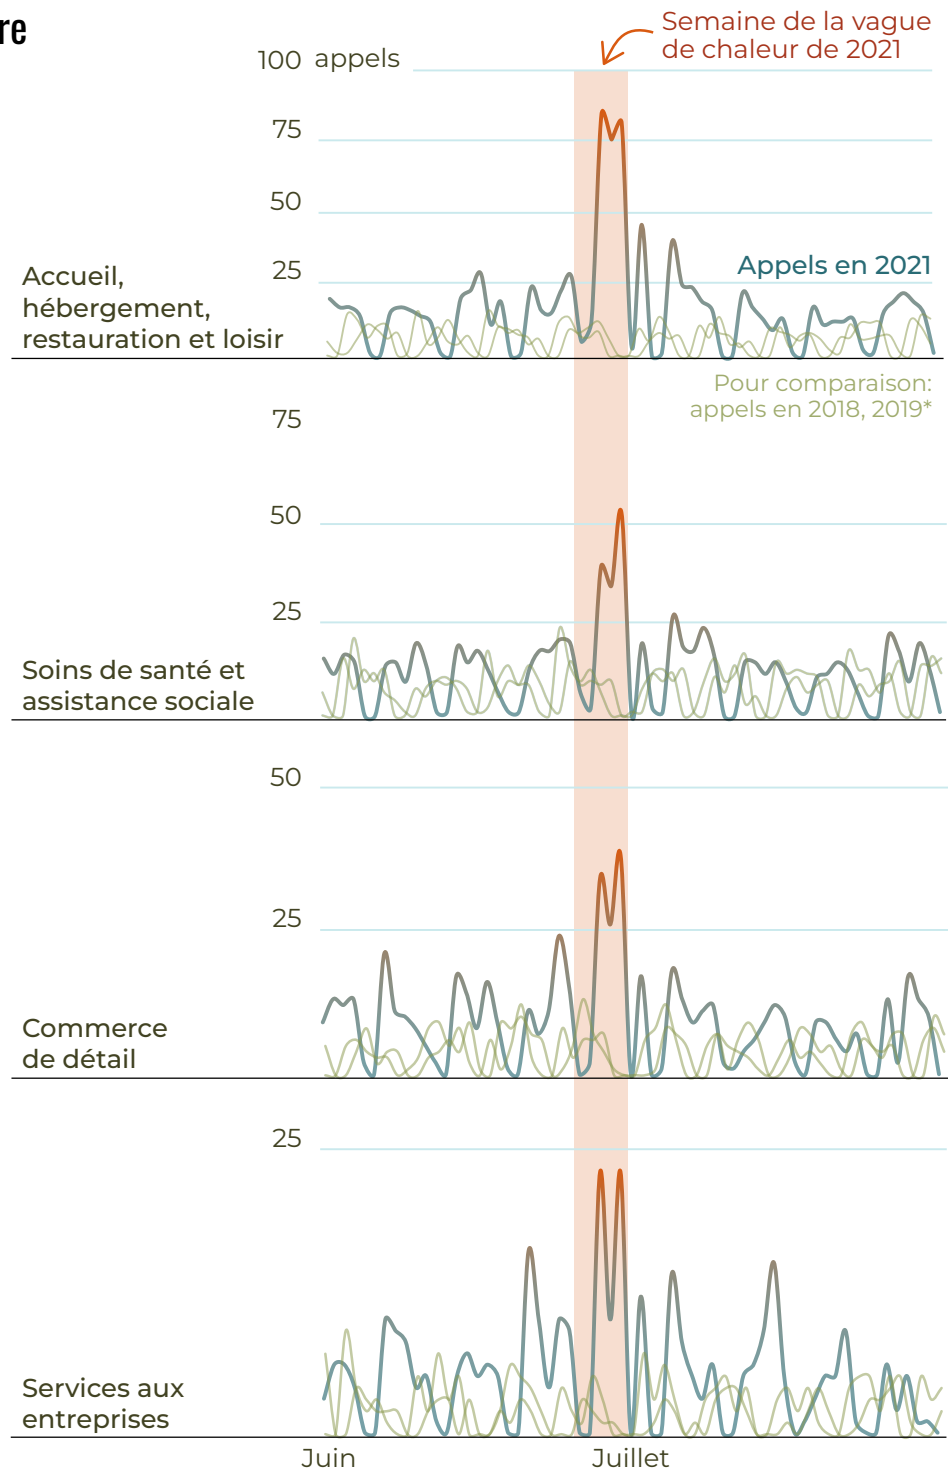 re
Semaine de la vague
de chaleur de 2021
100 appels
75
50
25
Appels en 2021
Accueil,
hébergement,
restauration et loisir
Pour comparaison:
appels en 2018, 2019*
75
50
25
Soins de santé et
assistance sociale
50
25
Commerce
de détail
25
Services aux
entreprises
Juin
Juillet